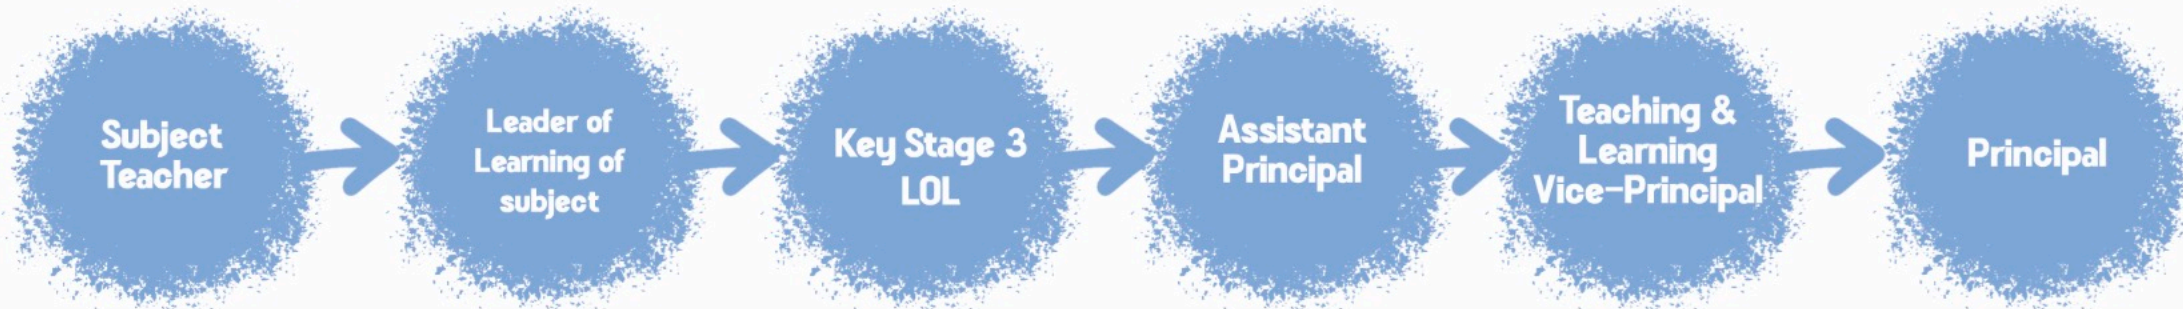 Subject
Teacher
Leader of
Learning of
subject
Key Stage 3
LOL
Assistant
Principal
Teaching &
Learning
Vice-Principal
Principal